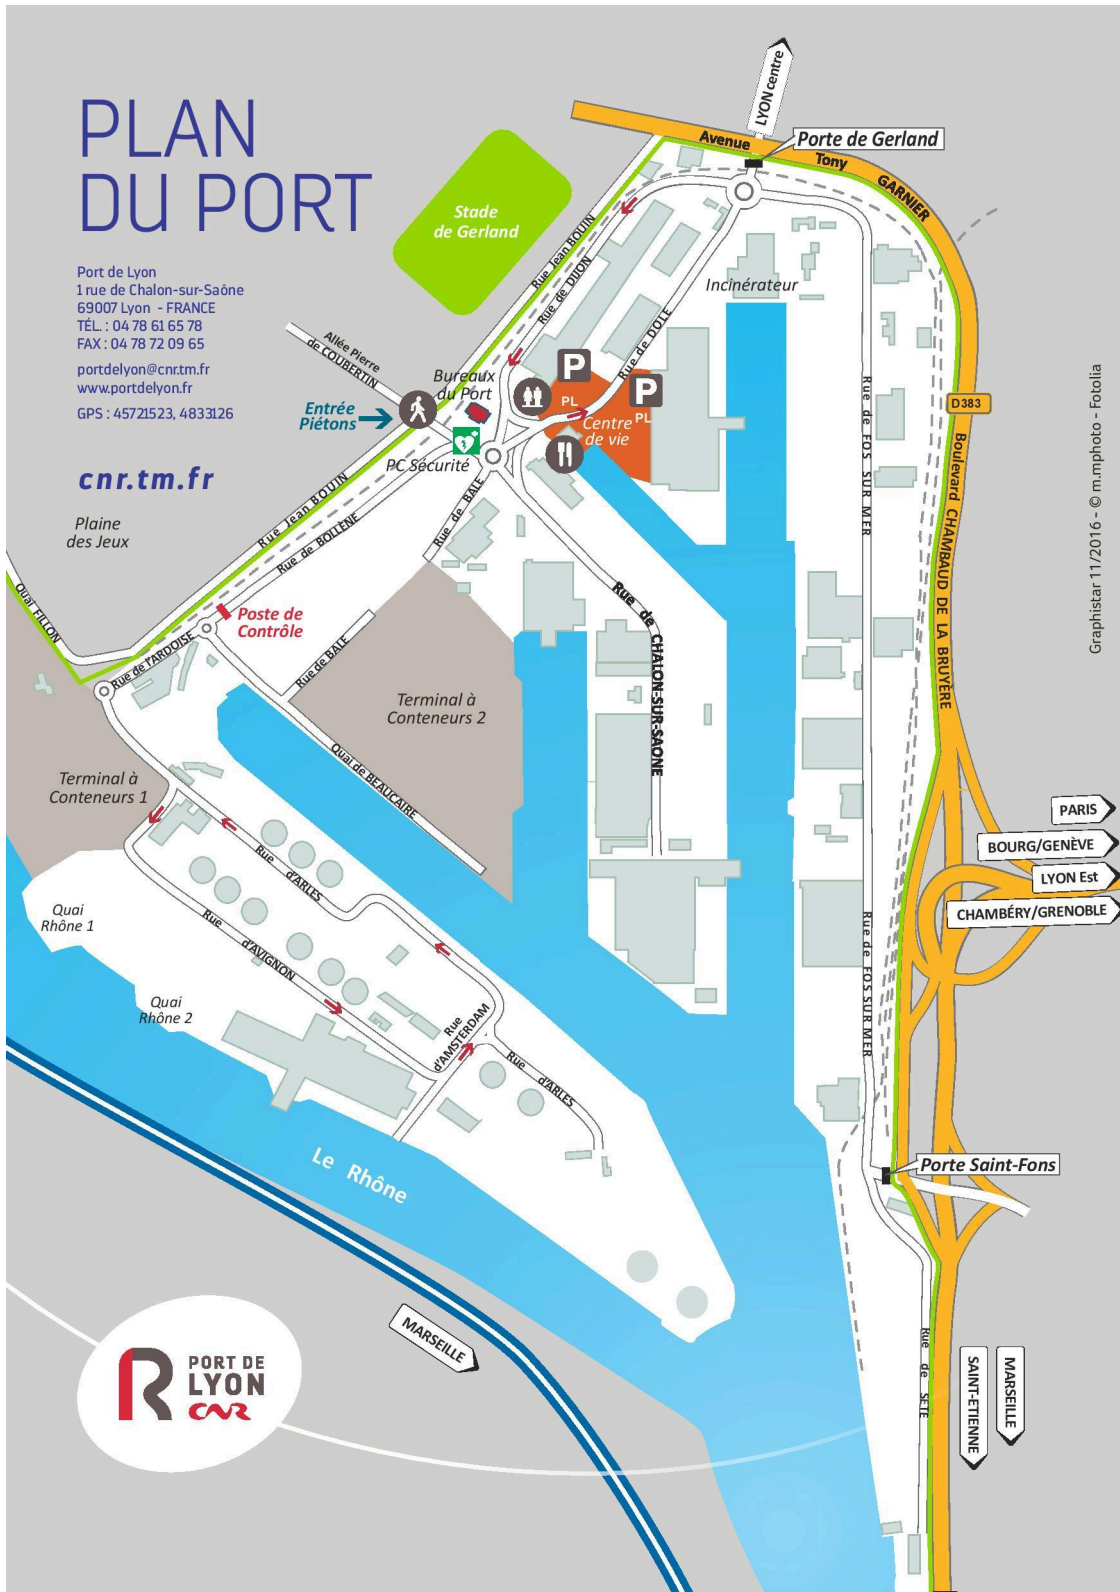 PLAN
DU PORT
Port de Lyon
1 rue de Chalon-sur-Saône
69007 Lyon - FRANCE
TÉL. : 04 78 61 65 78
FAX : 04 78 72 09 65
portdelyon@cnr.tm.fr
www.portdelyon.fr
GPS : 45721523, 4833126
cnr.tm.fr
LYON centre
Avenue Tony GARNIER
Porte de Gerland
Stade
de Gerland
Rue Jean BOUIN
Rue de DIJON
Incinérateur
Rue de DOLE
Allée Pierre
de COUBERTIN
Bureaux
du Port
P
PL
P
PL
Entrée
Piétons
Centre
de vie
PC Sécurité
D383
Boulevard CHAMBAUD DE LA BRUYÈRE
Rue de FOS SUR MER
Graphistar 11/2016 - © m.mphoto - Fotolia
Plaine
des Jeux
Rue Jean BOUIN
Rue de BOLLÈNE
Rue de BALE
Quai FILLON
Poste de
Contrôle
Rue de l'ARDOISE
Rue de BALE
Rue de CHALON-SUR-SAONE
Terminal à
Conteneurs 2
Quai de BEAUCAIRE
Terminal à
Conteneurs 1
PARIS
BOURG/GENÈVE
LYON Est
CHAMBÉRY/GRENOBLE
Rue d'ARLES
Quai
Rhône 1
Rue d'AVIGNON
Rue de FOS SUR MER
Quai
Rhône 2
Rue
d'AMSTERDAM
Rue d'ARLES
Le Rhône
Porte Saint-Fons
MARSEILLE
Rue de SETE
SAINT-ETIENNE
MARSEILLE
PORT DE
LYON
CNR